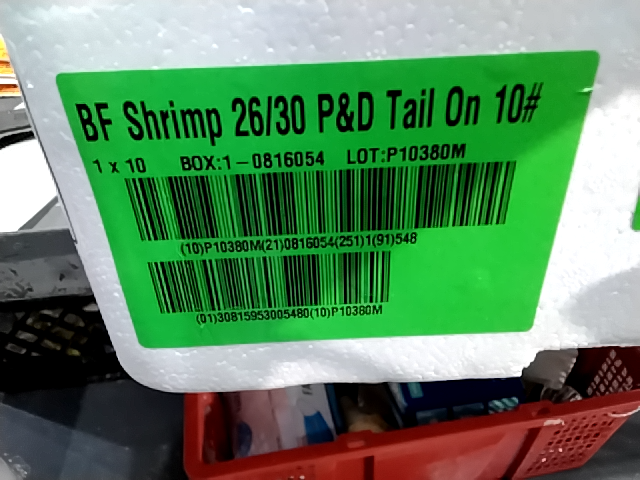 BF Shrimp 26/30 P&D Tail On 10#
1 x 10 BOX:1-0816054 LOT:P10380M
(10)P10380M(21)0816054(251)1(91)548
(01)30815953005480(10)P10380M